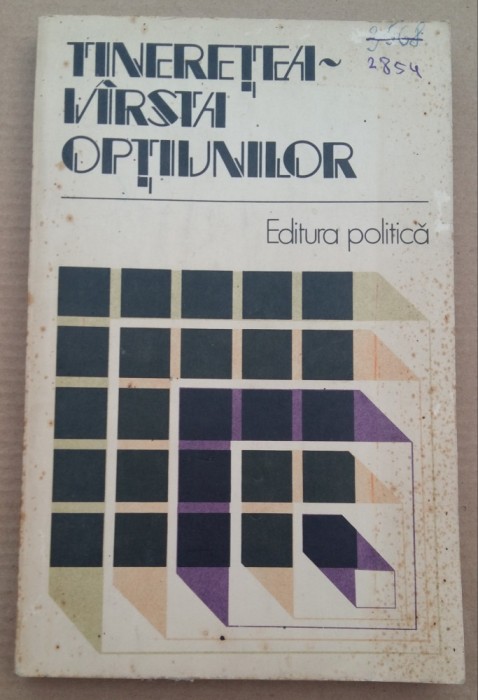 2854
TINEREȚEA~
VÎRSTA
OPȚIUNILOR
Editura politică